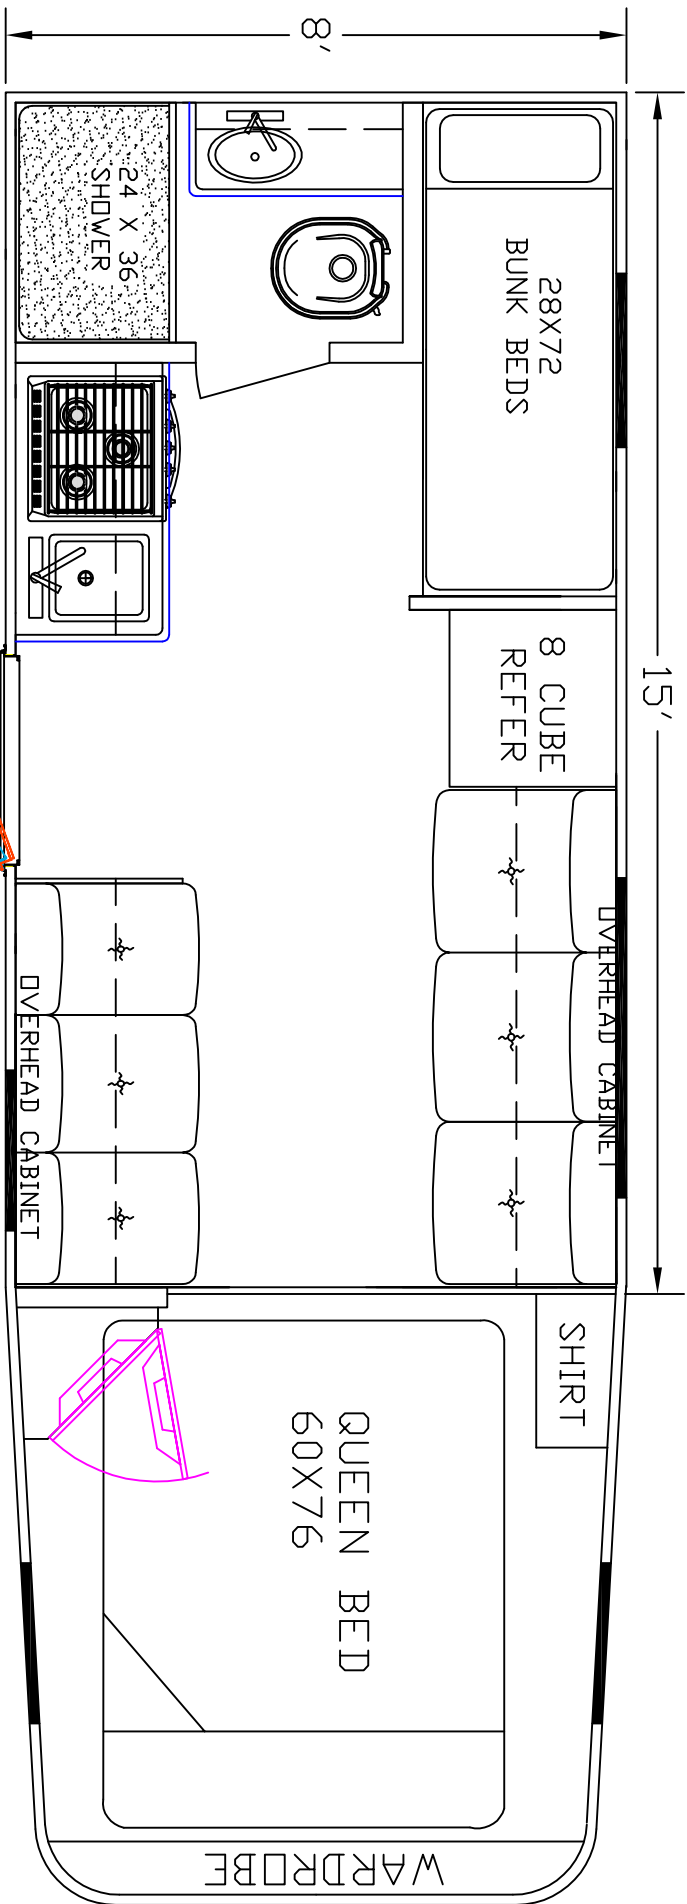 8'
24 X 36
SHOWER
28X72
BUNK BEDS
8 CUBE
REFER
15'
OVERHEAD CABINET
OVERHEAD CABINET
SHIRT
QUEEN BED
60X76
WARDROBE